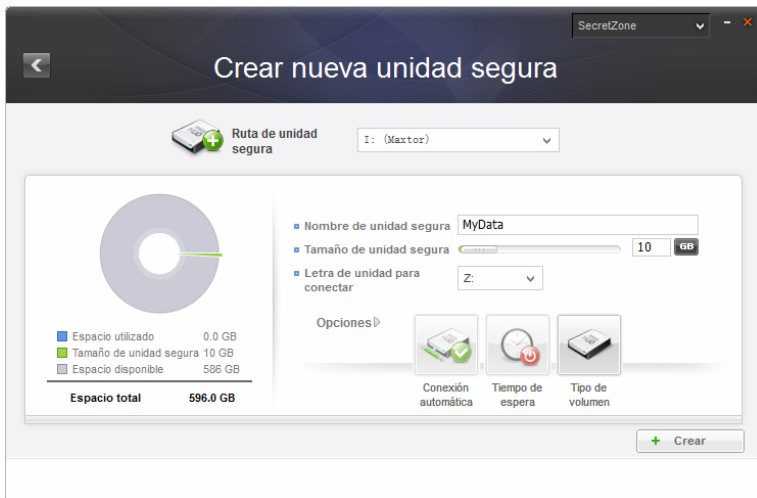 SecretZone
Crear nueva unidad segura
Ruta de unidad
segura
I: (Maxtor)
Nombre de unidad segura MyData
Tamaño de unidad segura 10 GB
Letra de unidad para
conectar
Z:
Opciones
Espacio utilizado 0.0 GB
Tamaño de unidad segura 10 GB
Espacio disponible 586 GB
Espacio total 596.0 GB
Conexión
automática
Tiempo de
espera
Tipo de
volumen
+ Crear